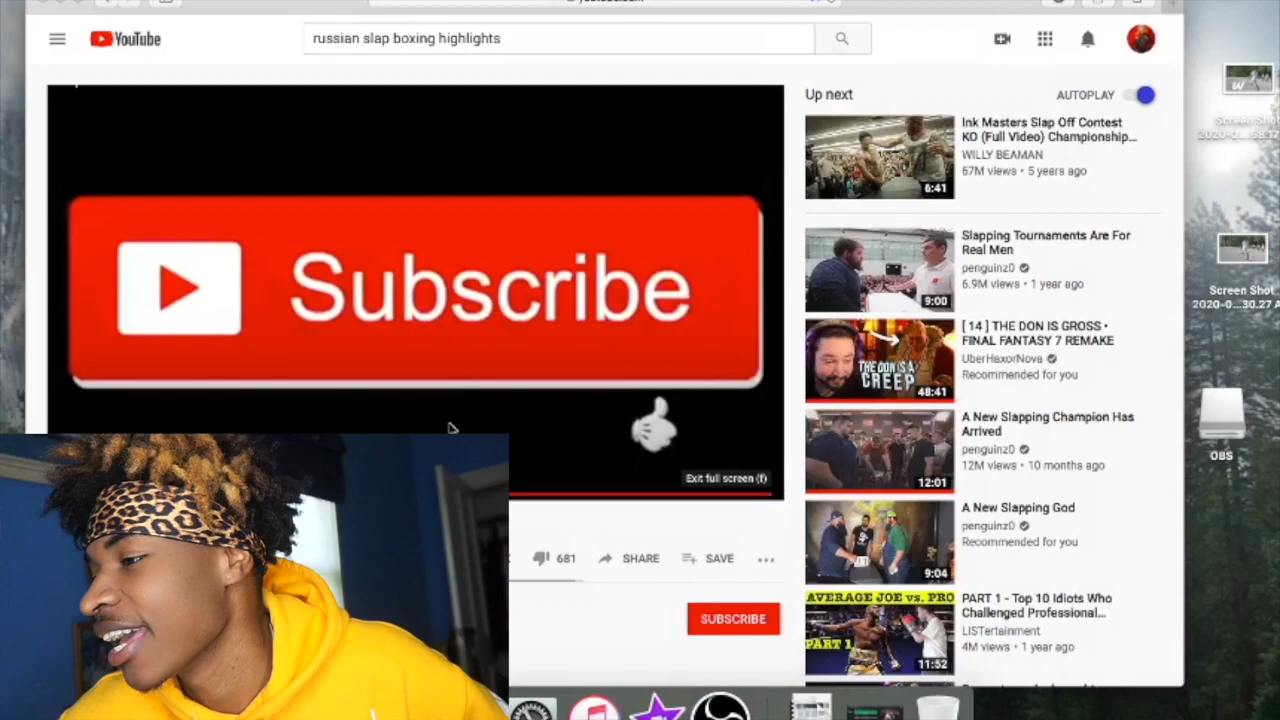 YouTube
russian slap boxing highlights
Subscribe
Exit full screen (f)
681
SHARE
SAVE
SUBSCRIBE
Up next
AUTOPLAY
Ink Masters Slap Off Contest
KO (Full Video) Championship...
WILLY BEAMAN
67M views • 5 years ago
6:41
Slapping Tournaments Are For
Real Men
penguinz0
6.9M views • 1 year ago
9:00
[ 14 ] THE DON IS GROSS •
FINAL FANTASY 7 REMAKE
UberHaxorNova
Recommended for you
THE DON IS A
CREEP
48:41
A New Slapping Champion Has
Arrived
penguinz0
12M views • 10 months ago
12:01
A New Slapping God
penguinz0
Recommended for you
9:04
PART 1 - Top 10 Idiots Who
Challenged Professional...
LISTertainment
4M views • 1 year ago
AVERAGE JOE vs. PRO
PART 1
11:52
W
Screen Shot
Screen Shot
2020-0...30.27
OBS